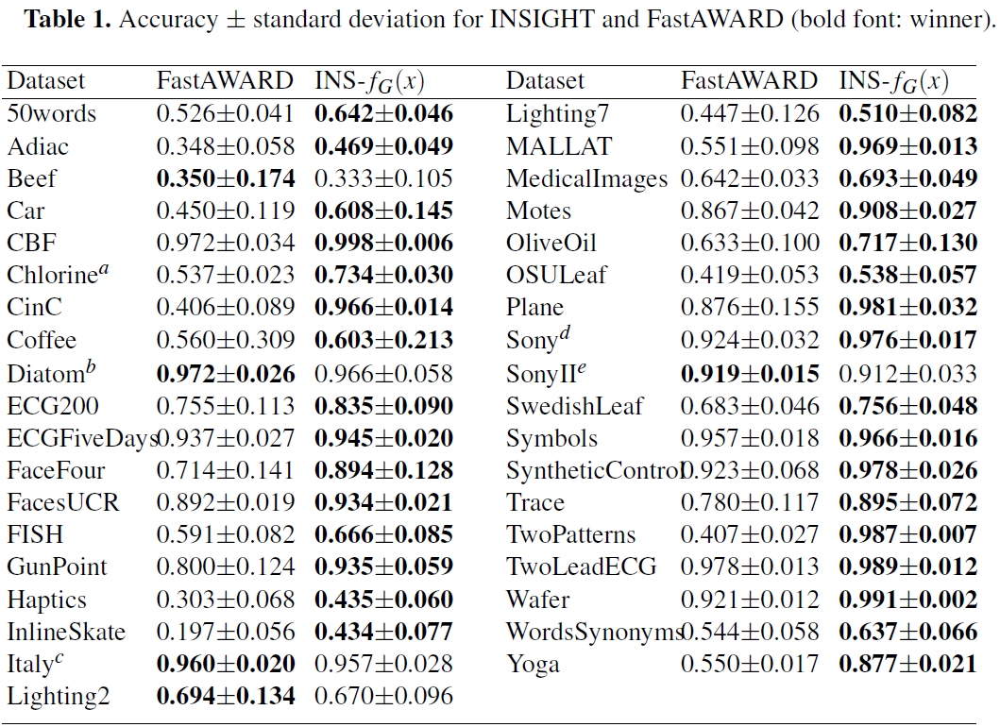 Table 1. Accuracy ± standard deviation for INSIGHT and FastAWARD (bold font: winner).
Dataset FastAWARD INS-f_G(x) Dataset FastAWARD INS-f_G(x)
50words 0.526±0.041 0.642±0.046 Lighting7 0.447±0.126 0.510±0.082
Adiac 0.348±0.058 0.469±0.049 MALLAT 0.551±0.098 0.969±0.013
Beef 0.350±0.174 0.333±0.105 MedicalImages 0.642±0.033 0.693±0.049
Car 0.450±0.119 0.608±0.145 Motes 0.867±0.042 0.908±0.027
CBF 0.972±0.034 0.998±0.006 OliveOil 0.633±0.100 0.717±0.130
Chlorine^a 0.537±0.023 0.734±0.030 OSULeaf 0.419±0.053 0.538±0.057
CinC 0.406±0.089 0.966±0.014 Plane 0.876±0.155 0.981±0.032
Coffee 0.560±0.309 0.603±0.213 Sony^d 0.924±0.032 0.976±0.017
Diatom^b 0.972±0.026 0.966±0.058 SonyII^e 0.919±0.015 0.912±0.033
ECG200 0.755±0.113 0.835±0.090 SwedishLeaf 0.683±0.046 0.756±0.048
ECGFiveDays 0.937±0.027 0.945±0.020 Symbols 0.957±0.018 0.966±0.016
FaceFour 0.714±0.141 0.894±0.128 SyntheticControl 0.923±0.068 0.978±0.026
FacesUCR 0.892±0.019 0.934±0.021 Trace 0.780±0.117 0.895±0.072
FISH 0.591±0.082 0.666±0.085 TwoPatterns 0.407±0.027 0.987±0.007
GunPoint 0.800±0.124 0.935±0.059 TwoLeadECG 0.978±0.013 0.989±0.012
Haptics 0.303±0.068 0.435±0.060 Wafer 0.921±0.012 0.991±0.002
InlineSkate 0.197±0.056 0.434±0.077 WordsSynonyms 0.544±0.058 0.637±0.066
Italy^c 0.960±0.020 0.957±0.028 Yoga 0.550±0.017 0.877±0.021
Lighting2 0.694±0.134 0.670±0.096